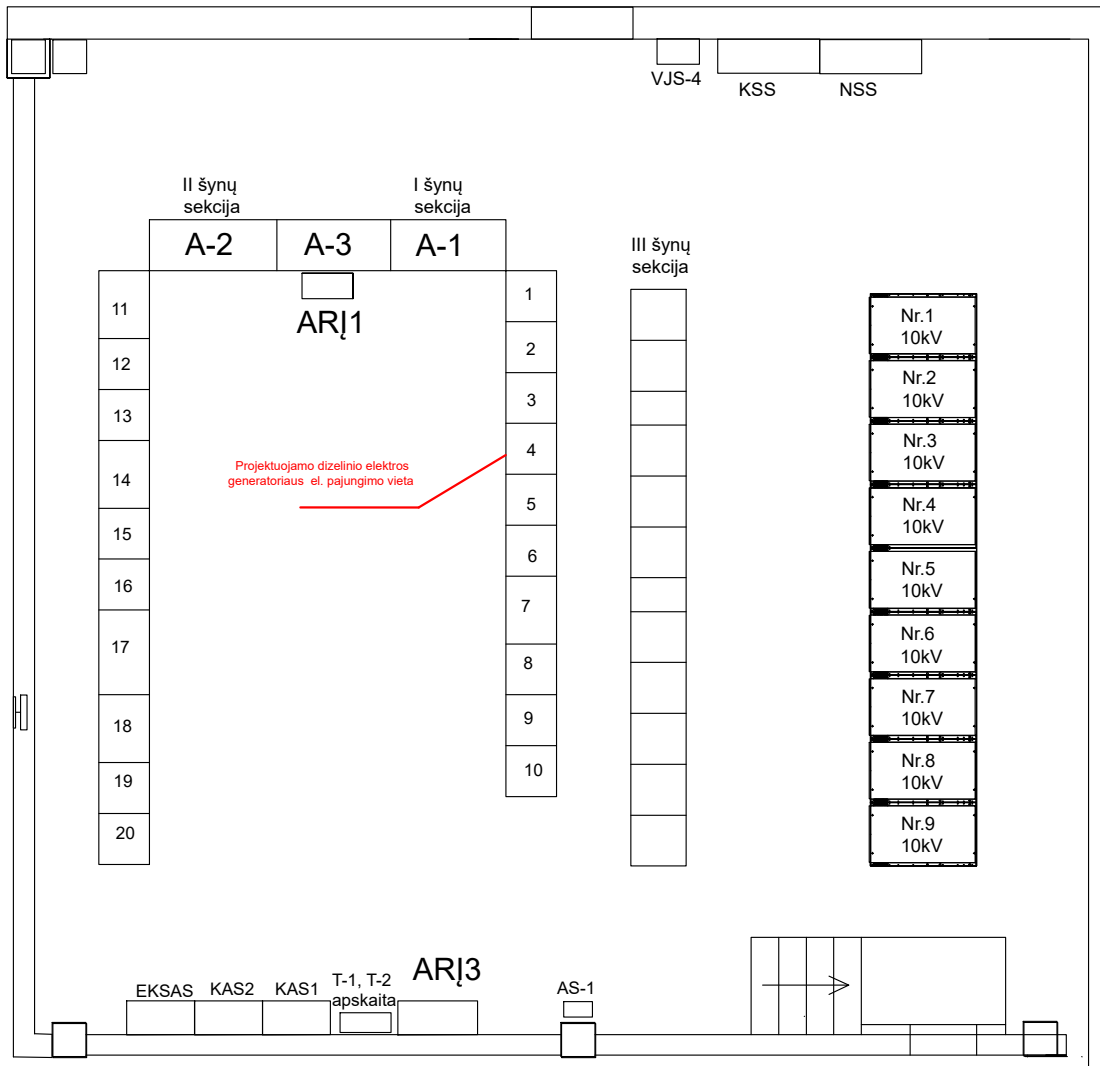 VJS-4
KSS
NSS
II šynų
sekcija
I šynų
sekcija
A-2
A-3
A-1
ARĮ1
III šynų
sekcija
11
12
13
14
15
16
17
18
19
20
Projektuojamo dizelinio elektros
generatoriaus el. pajungimo vieta
1
2
3
4
5
6
7
8
9
10
Nr.1
10kV
Nr.2
10kV
Nr.3
10kV
Nr.4
10kV
Nr.5
10kV
Nr.6
10kV
Nr.7
10kV
Nr.8
10kV
Nr.9
10kV
EKSAS
KAS2
KAS1
T-1, T-2
apskaita
ARĮ3
AS-1